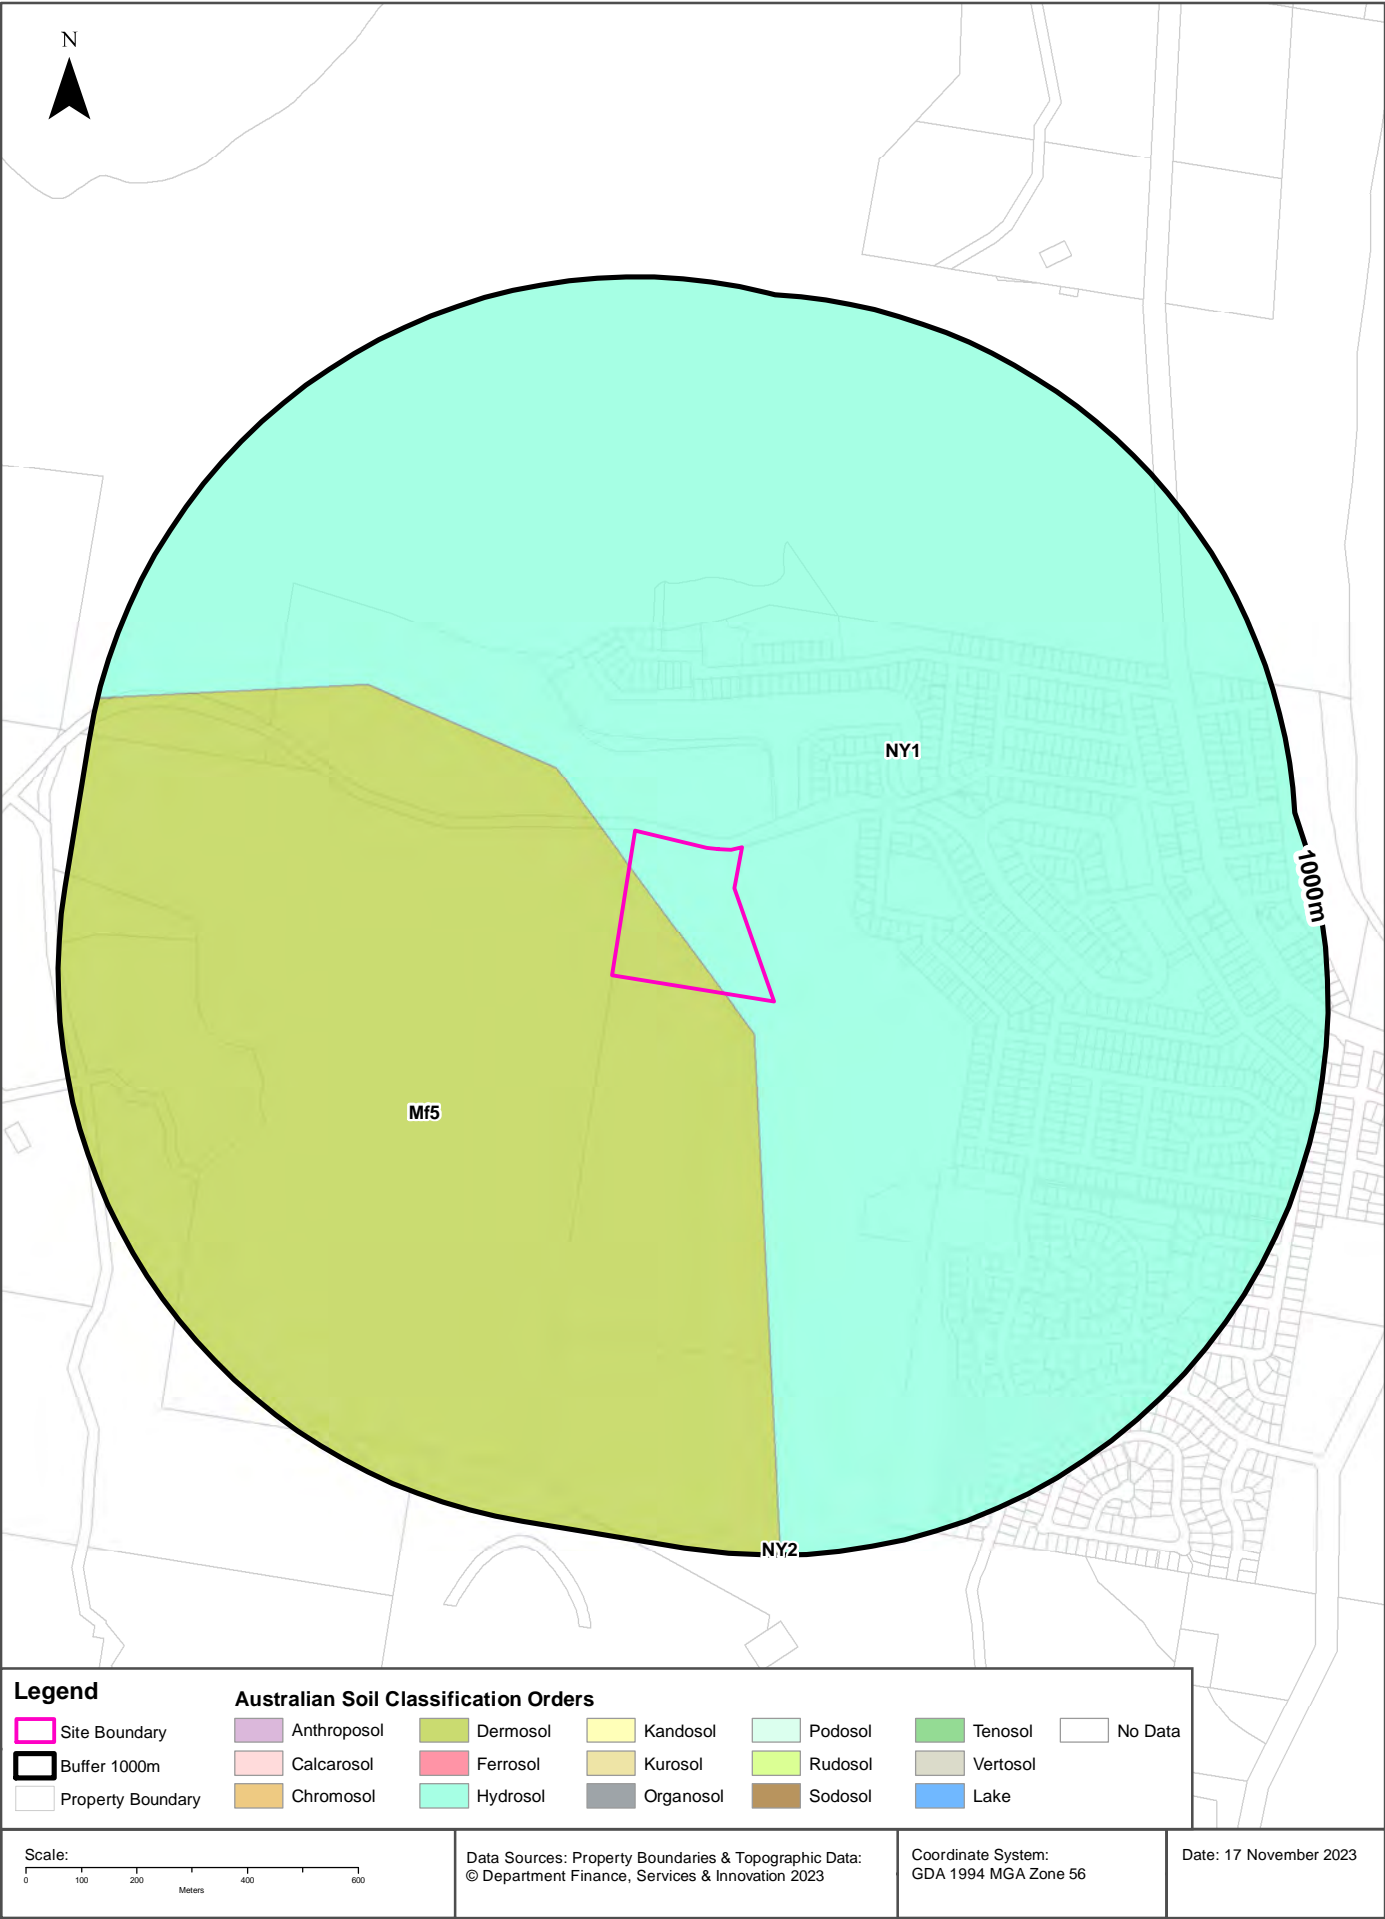 N
NY1
1000m
Mf5
NY2
Legend
Site Boundary
Buffer 1000m
Property Boundary
Australian Soil Classification Orders
Anthroposol
Calcarosol
Chromosol
Dermosol
Ferrosol
Hydrosol
Kandosol
Kurosol
Organosol
Podosol
Rudosol
Sodosol
Tenosol
Vertosol
Lake
No Data
Scale:
0 100 200 400 600
Meters
Data Sources: Property Boundaries & Topographic Data:
© Department Finance, Services & Innovation 2023
Coordinate System:
GDA 1994 MGA Zone 56
Date: 17 November 2023